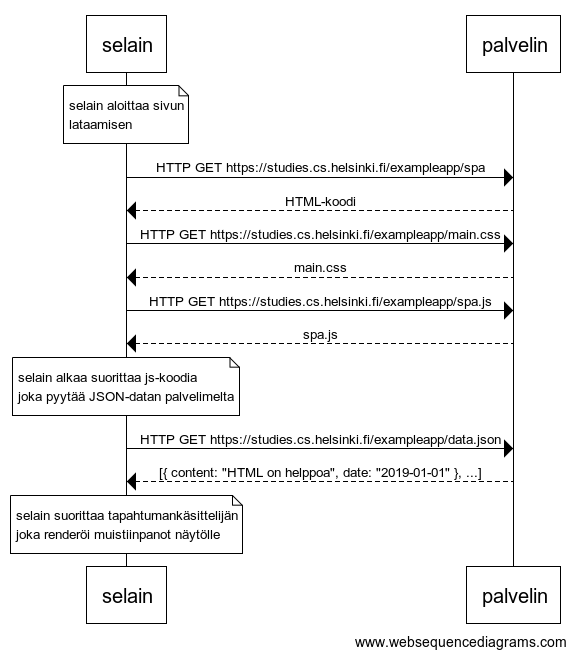 selain
palvelin
selain aloittaa sivun
lataamisen
HTTP GET https://studies.cs.helsinki.fi/exampleapp/spa
HTML-koodi
HTTP GET https://studies.cs.helsinki.fi/exampleapp/main.css
main.css
HTTP GET https://studies.cs.helsinki.fi/exampleapp/spa.js
spa.js
selain alkaa suorittaa js-koodia
joka pyytää JSON-datan palvelimelta
HTTP GET https://studies.cs.helsinki.fi/exampleapp/data.json
[{ content: "HTML on helppoa", date: "2019-01-01" }, ...]
selain suorittaa tapahtumankäsittelijän
joka renderöi muistiinpanot näytölle
selain
palvelin
www.websequencediagrams.com